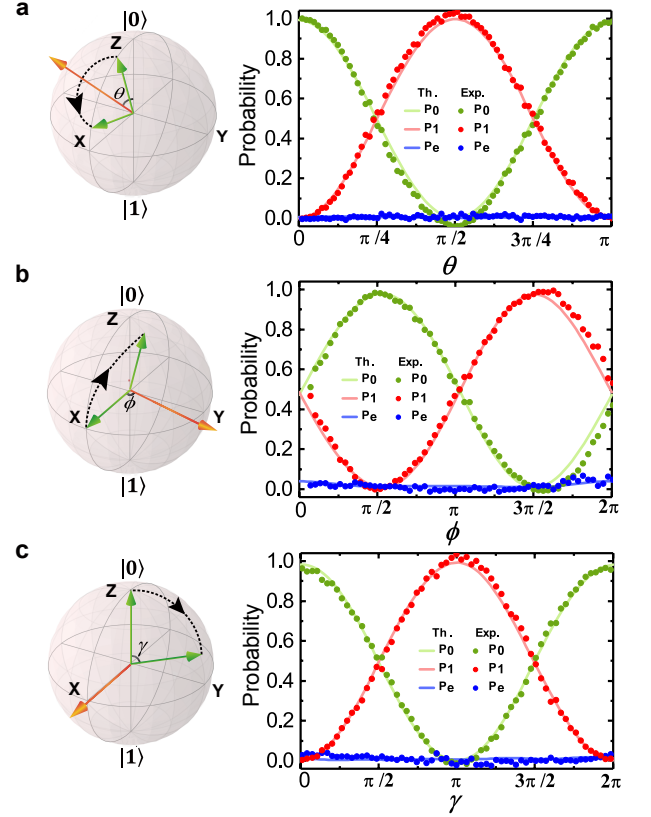 a
|0⟩
Z
θ
X
Y
|1⟩
Probability
1.0
0.8
0.6
0.4
0.2
0.0
Th. Exp.
P0 P0
P1 P1
Pe Pe
0 π/4 π/2 3π/4 π
θ
b
|0⟩
Z
X
ϕ
Y
|1⟩
Probability
1.0
0.8
0.6
0.4
0.2
0.0
Th. Exp.
P0 P0
P1 P1
Pe Pe
0 π/2 π 3π/2 2π
ϕ
c
|0⟩
Z
γ
X
Y
|1⟩
Probability
1.0
0.8
0.6
0.4
0.2
0.0
Th. Exp.
P0 P0
P1 P1
Pe Pe
0 π/2 π 3π/2 2π
γ